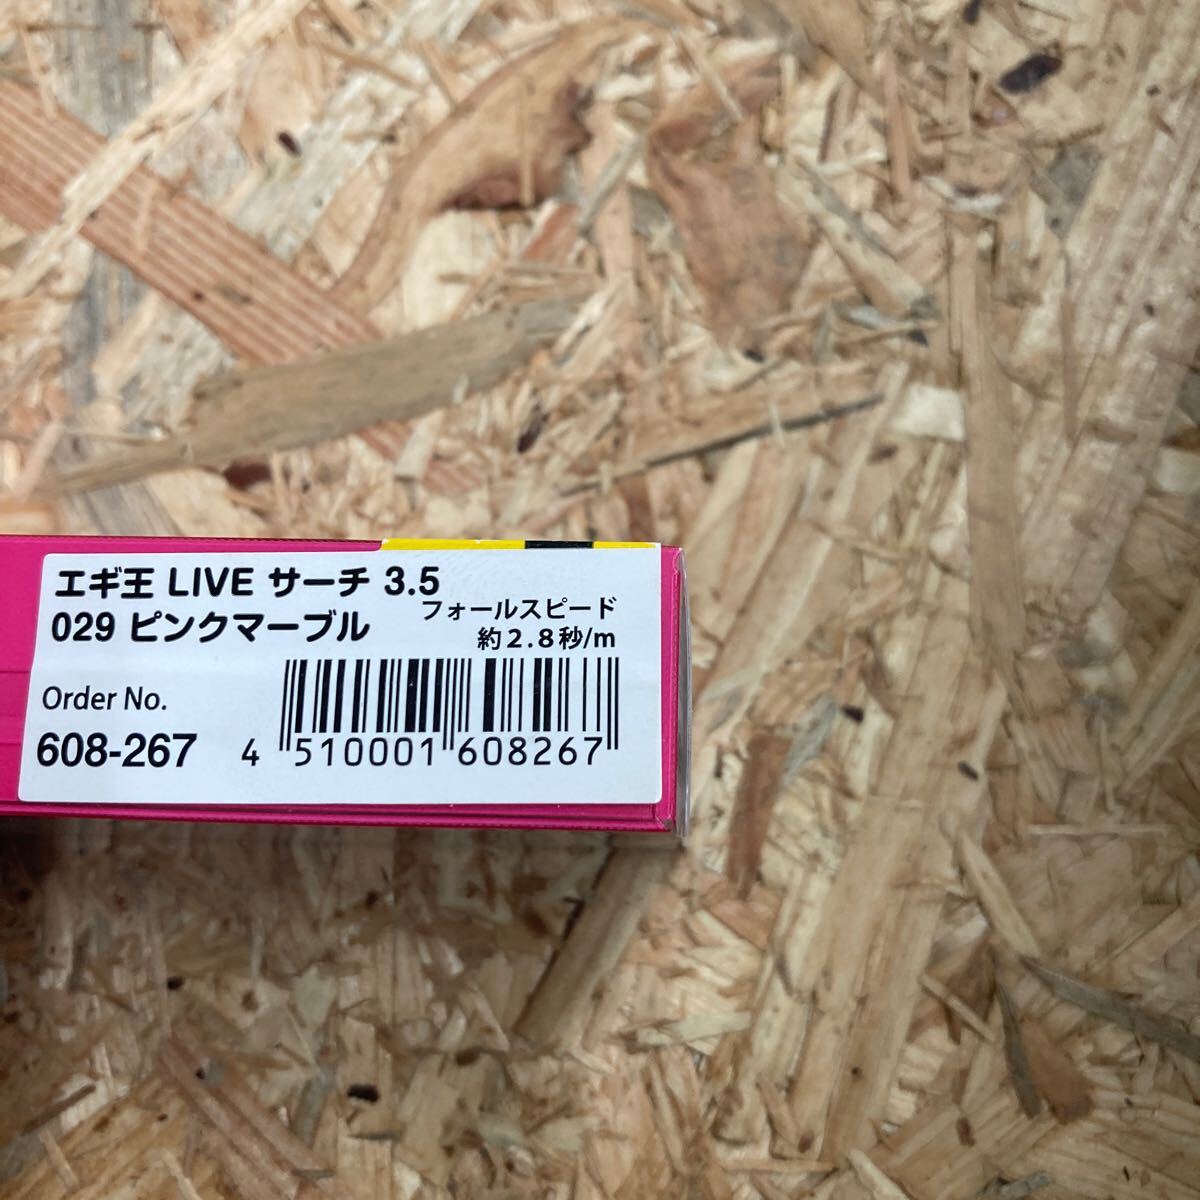 エギ王 LIVE サーチ 3.5
029 ピンクマーブル
フォールスピード
約2.8秒/m
Order No.
608-267
4 510001 608267